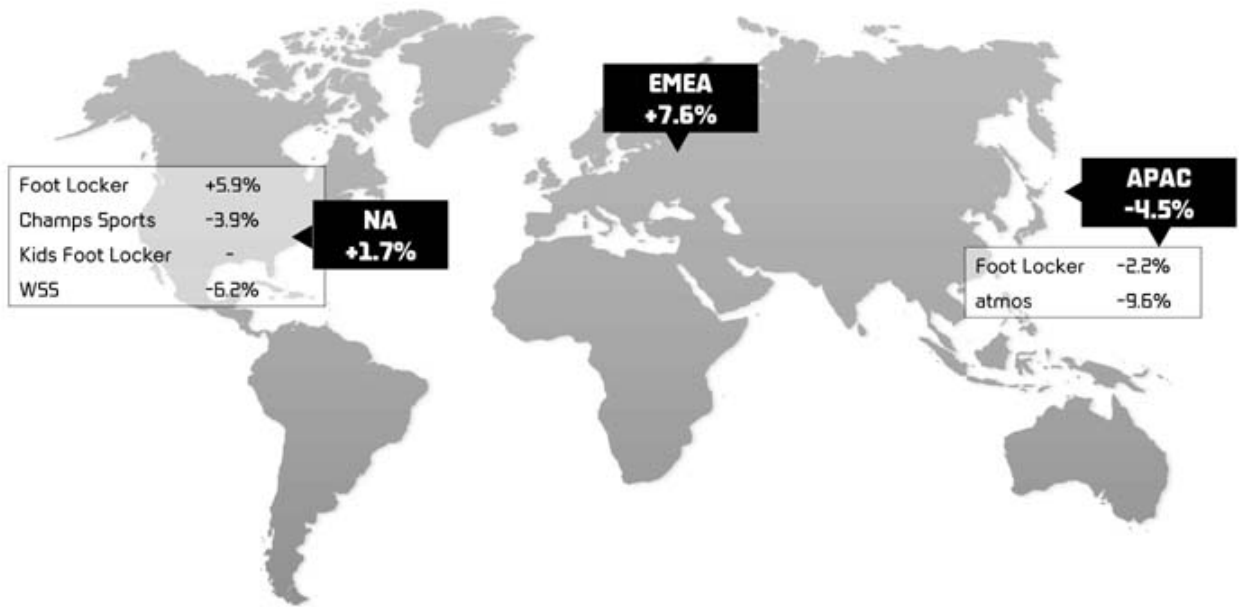 EMEA
+7.6%
Foot Locker +5.9%
Champs Sports -3.9%
Kids Foot Locker -
WSS -6.2%
NA
+1.7%
APAC
-4.5%
Foot Locker -2.2%
atmos -9.6%